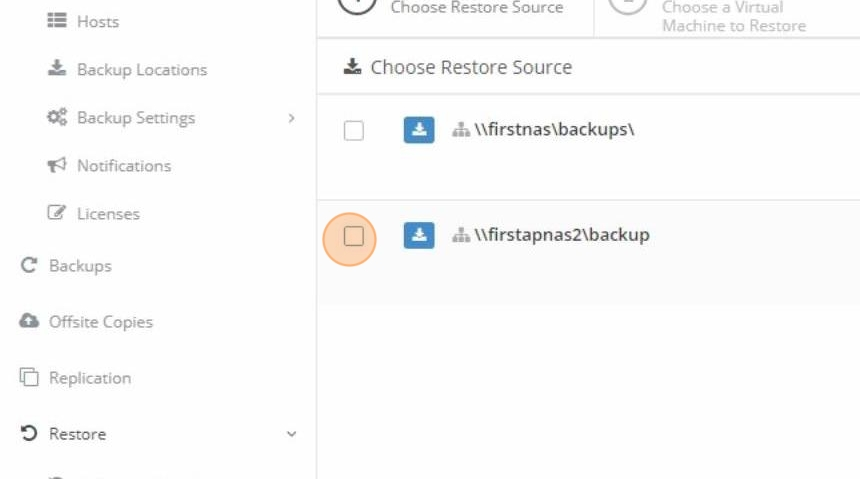 Hosts
Backup Locations
Backup Settings
Notifications
Licenses
Backups
Offsite Copies
Replication
Restore
Choose Restore Source
Choose a Virtual
Machine to Restore
Choose Restore Source
\\firstnas\backups\
\\firstapnas2\backup